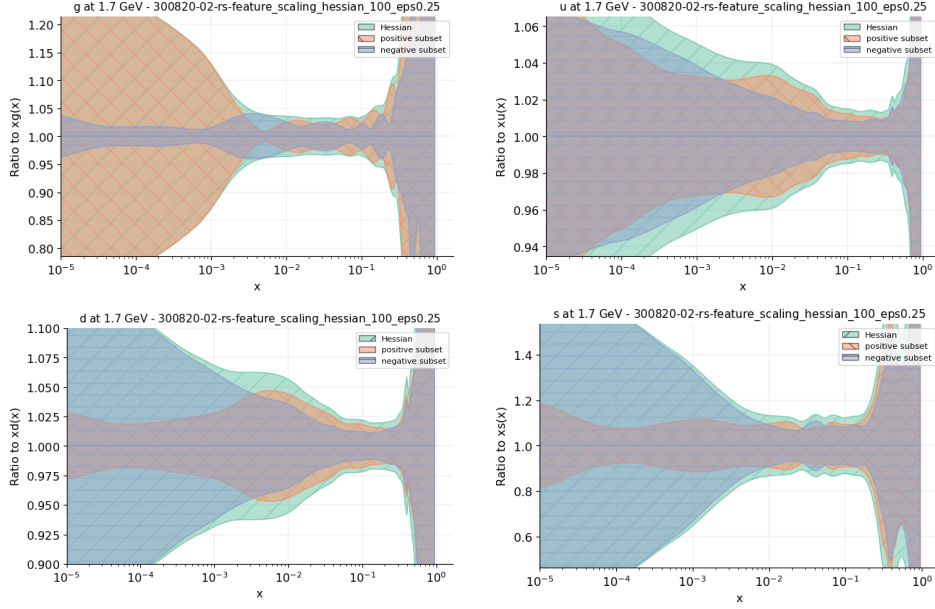 g at 1.7 GeV - 300820-02-rs-feature_scaling_hessian_100_eps0.25
Ratio to xg(x)
1.20
1.15
1.10
1.05
1.00
0.95
0.90
0.85
0.80
Hessian
positive subset
negative subset
10⁻⁵ 10⁻⁴ 10⁻³ 10⁻² 10⁻¹ 10⁰
x
u at 1.7 GeV - 300820-02-rs-feature_scaling_hessian_100_eps0.25
Ratio to xu(x)
1.06
1.04
1.02
1.00
0.98
0.96
0.94
Hessian
positive subset
negative subset
10⁻⁵ 10⁻⁴ 10⁻³ 10⁻² 10⁻¹ 10⁰
x
d at 1.7 GeV - 300820-02-rs-feature_scaling_hessian_100_eps0.25
Ratio to xd(x)
1.100
1.075
1.050
1.025
1.000
0.975
0.950
0.925
0.900
Hessian
positive subset
negative subset
10⁻⁵ 10⁻⁴ 10⁻³ 10⁻² 10⁻¹ 10⁰
x
s at 1.7 GeV - 300820-02-rs-feature_scaling_hessian_100_eps0.25
Ratio to xs(x)
1.4
1.2
1.0
0.8
0.6
Hessian
positive subset
negative subset
10⁻⁵ 10⁻⁴ 10⁻³ 10⁻² 10⁻¹ 10⁰
x